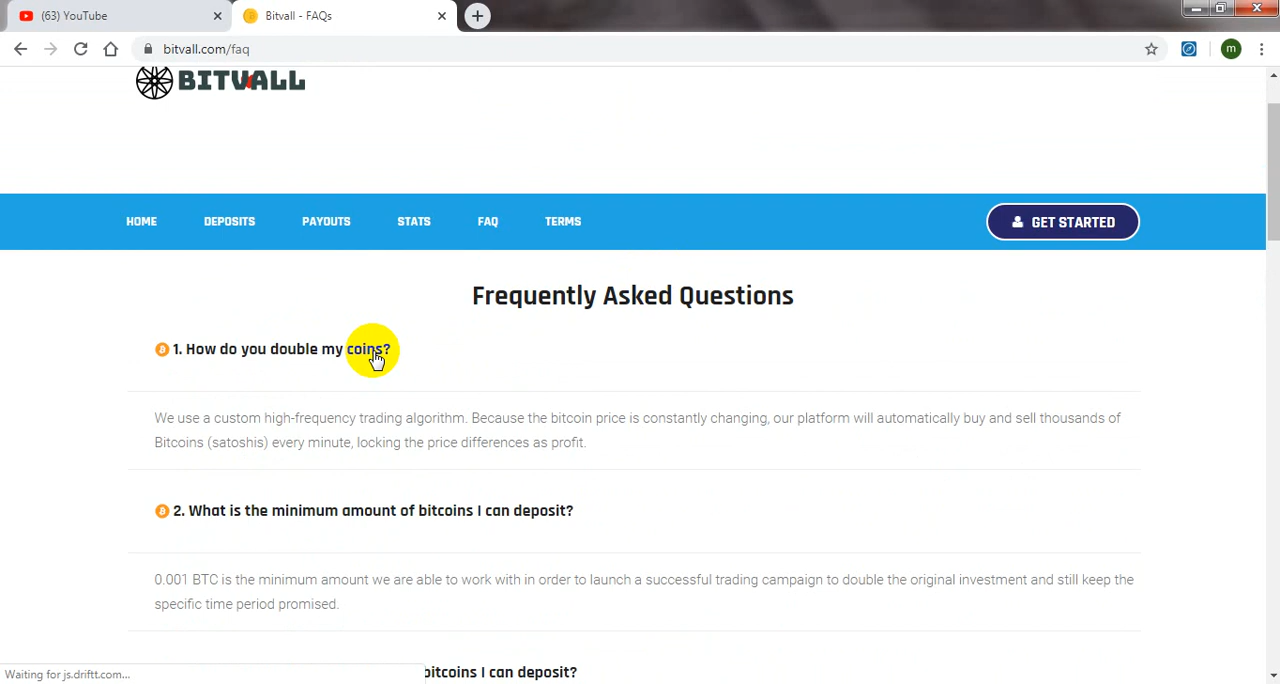 (63) YouTube
Bitvall - FAQs
bitvall.com/faq
m
BITVALL
HOME DEPOSITS PAYOUTS STATS FAQ TERMS GET STARTED
Frequently Asked Questions
1. How do you double my coins?
We use a custom high-frequency trading algorithm. Because the bitcoin price is constantly changing, our platform will automatically buy and sell thousands of
Bitcoins (satoshis) every minute, locking the price differences as profit.
2. What is the minimum amount of bitcoins I can deposit?
0.001 BTC is the minimum amount we are able to work with in order to launch a successful trading campaign to double the original investment and still keep the
specific time period promised.
bitcoins I can deposit?
Waiting for js.driftt.com...